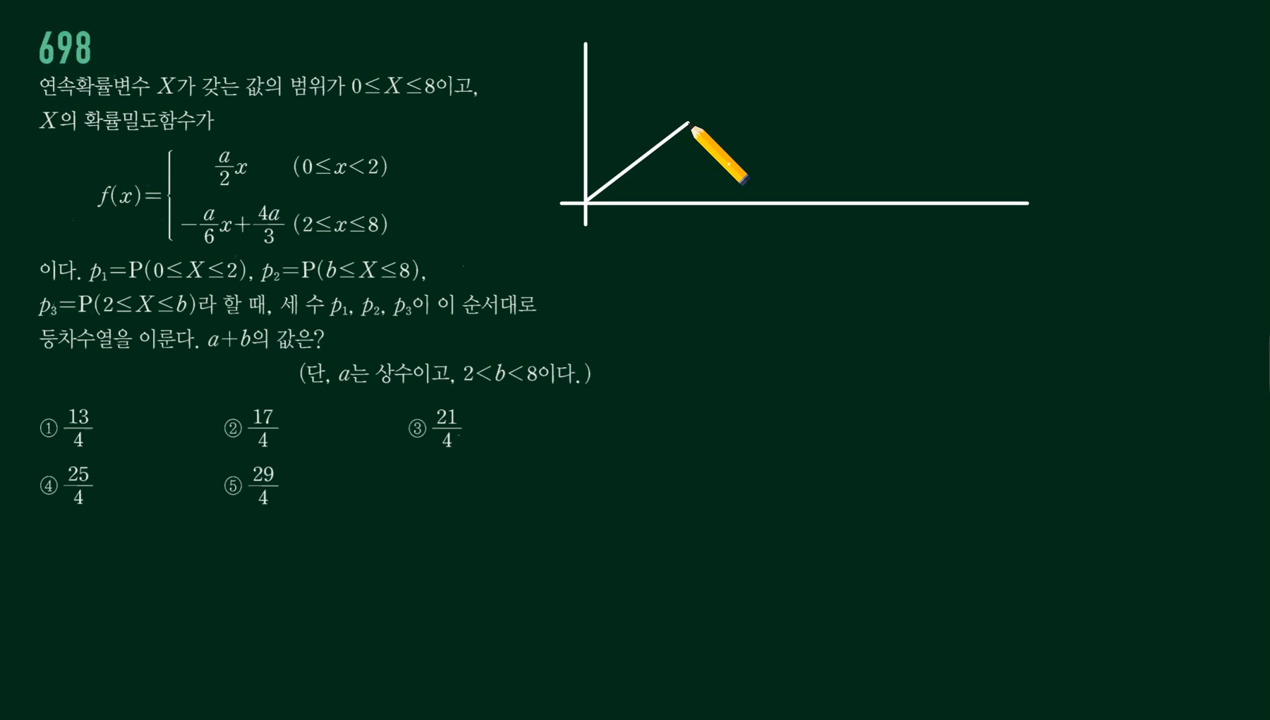 698
연속확률변수 X가 갖는 값의 범위가 0≤X≤8이고,
X의 확률밀도함수가
f(x)={ a/2 x (0≤x<2)
-a/6 x+4a/3 (2≤x≤8)
이다. p₁=P(0≤X≤2), p₂=P(b≤X≤8),
p₃=P(2≤X≤b)라 할 때, 세 수 p₁, p₂, p₃이 이 순서대로
등차수열을 이룬다. a+b의 값은?
(단, a는 상수이고, 2<b<8이다.)
① 13/4 ② 17/4 ③ 21/4
④ 25/4 ⑤ 29/4